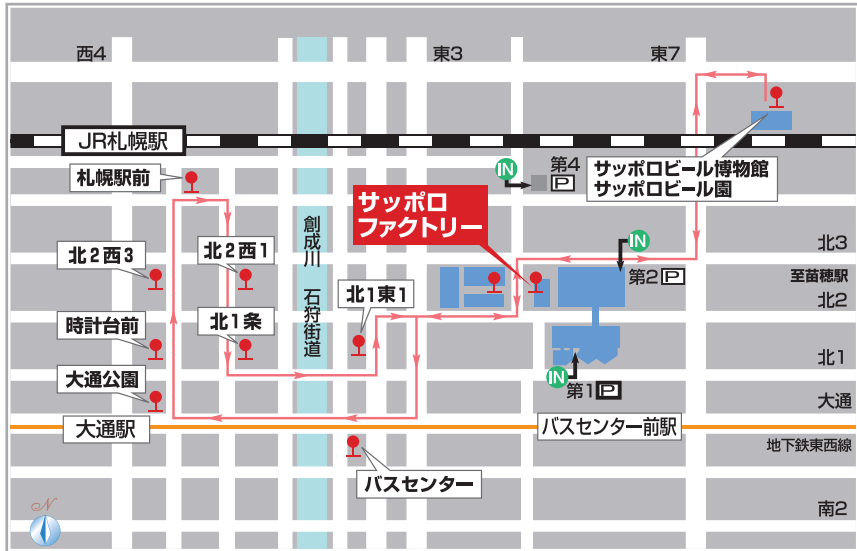 西4
東3
東7
JR札幌駅
札幌駅前
IN
第4
P
サッポロビール博物館
サッポロビール園
サッポロ
ファクトリー
創成川
石狩街道
北2西3
北2西1
北1東1
IN
第2
P
北3
至苗穂駅
北2
時計台前
北1条
北1
大通公園
IN
第1
P
大通
大通駅
バスセンター前駅
地下鉄東西線
バスセンター
南2
N